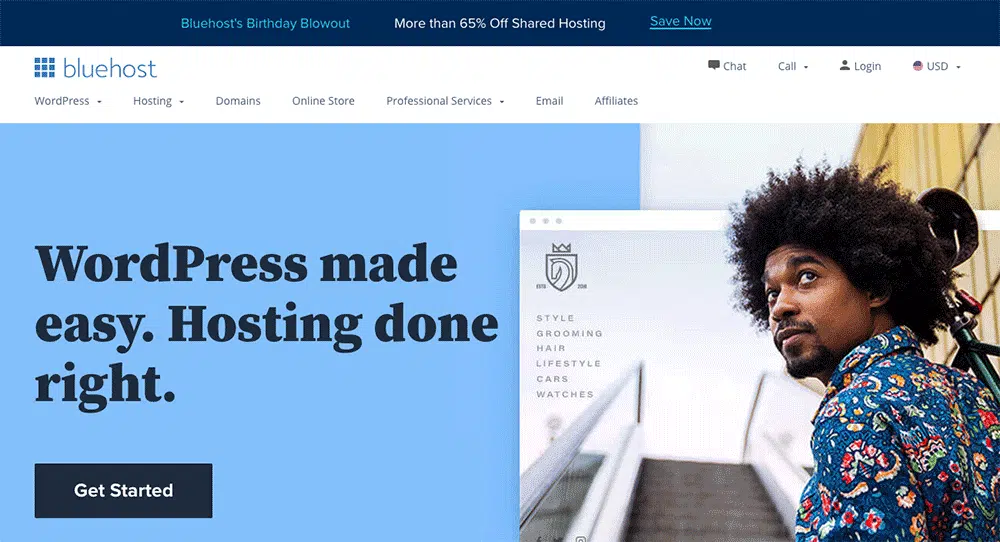 Bluehost's Birthday Blowout More than 65% Off Shared Hosting Save Now
bluehost
Chat Call Login USD
WordPress Hosting Domains Online Store Professional Services Email Affiliates
WordPress made
easy. Hosting done
right.
Get Started
ESTD 2018
STYLE
GROOMING
HAIR
LIFESTYLE
CARS
WATCHES